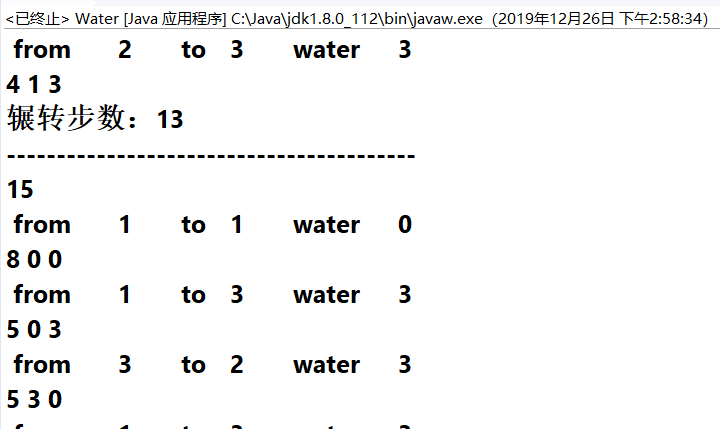 <已终止> Water [Java 应用程序] C:\Java\jdk1.8.0_112\bin\javaw.exe（2019年12月26日 下午2:58:34）
from 2 to 3 water 3
4 1 3
辗转步数：13
-----------------------------------------
15
from 1 to 1 water 0
8 0 0
from 1 to 3 water 3
5 0 3
from 3 to 2 water 3
5 3 0